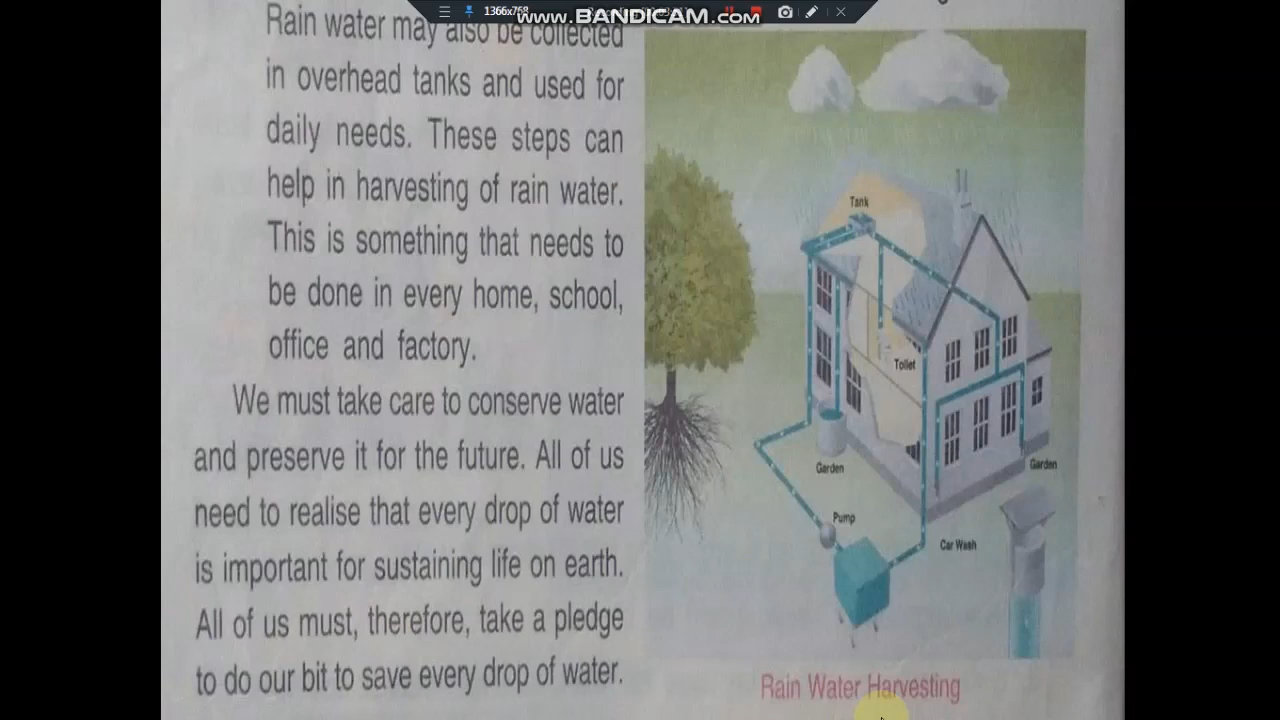 1366x768
www.BANDICAM.com
Rain water may also be collected
in overhead tanks and used for
daily needs. These steps can
help in harvesting of rain water.
This is something that needs to
be done in every home, school,
office and factory.
We must take care to conserve water
and preserve it for the future. All of us
need to realise that every drop of water
is important for sustaining life on earth.
All of us must, therefore, take a pledge
to do our bit to save every drop of water.
Tank
Toilet
Garden
Garden
Pump
Car Wash
Rain Water Harvesting